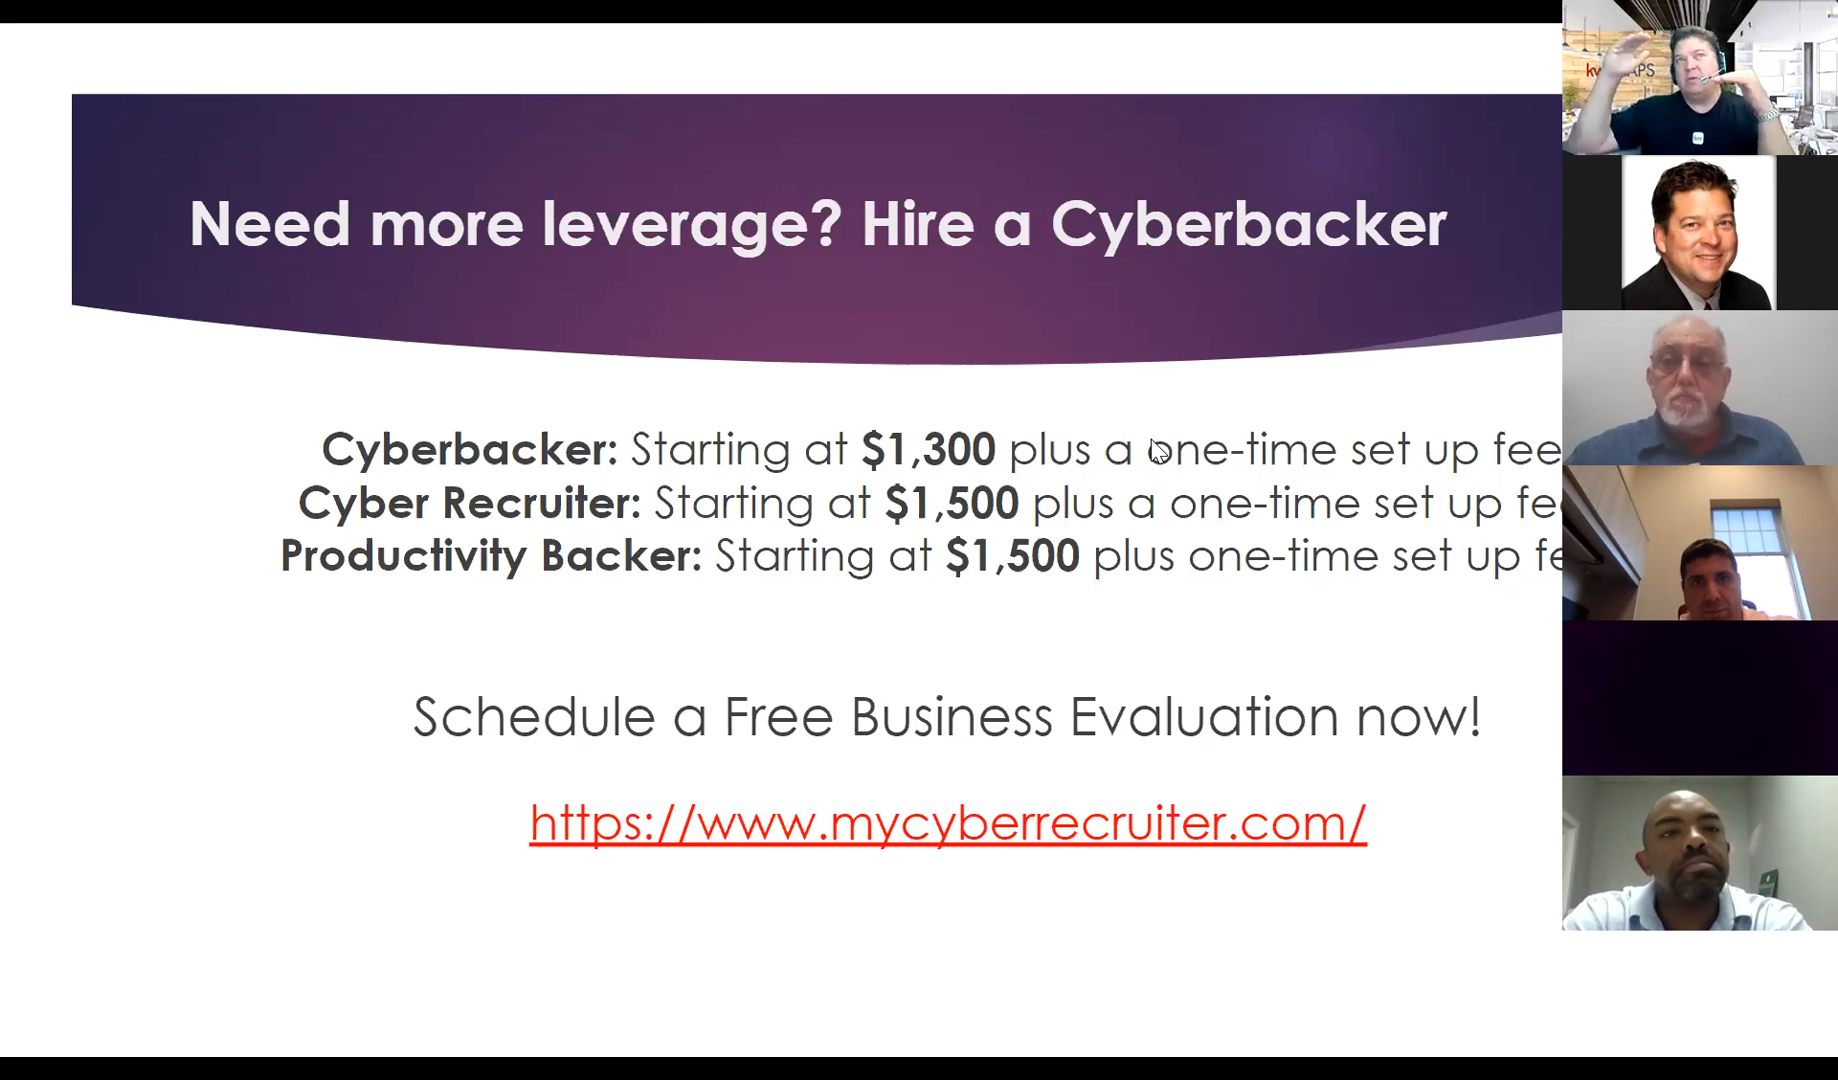 Need more leverage? Hire a Cyberbacker
Cyberbacker: Starting at $1,300 plus a one-time set up fee
Cyber Recruiter: Starting at $1,500 plus a one-time set up
Productivity Backer: Starting at $1,500 plus one-time set up
Schedule a Free Business Evaluation now!
https://www.mycyberrecruiter.com/